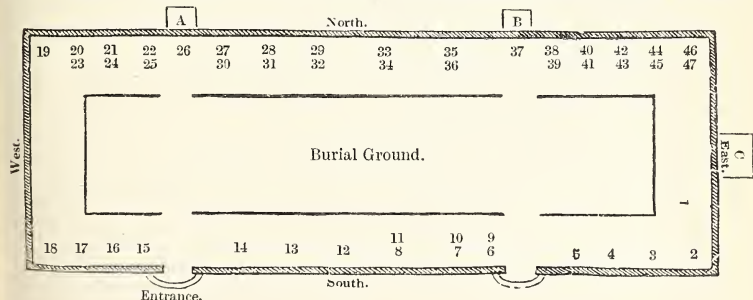 A B
North.
19 20 21 22 26 27 28 29 33 35 37 38 40 42 44 46
23 24 25 30 31 32 34 36 39 41 43 45 47
West.
Burial Ground.
East.
C
1
11 10 9
18 17 16 15 14 13 12 8 7 6 5 4 3 2
South.
Entrance.